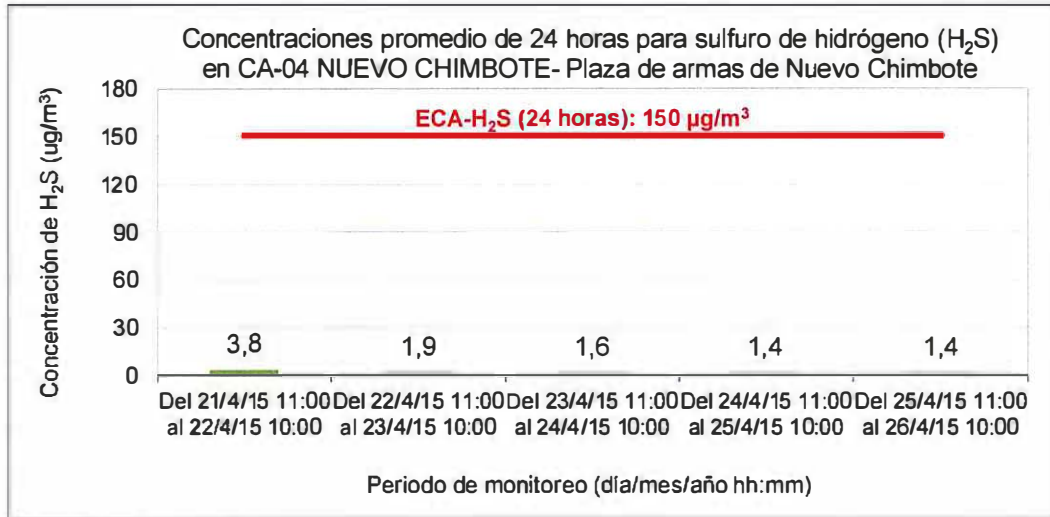 Concentraciones promedio de 24 horas para sulfuro de hidrógeno (H₂S)
en CA-04 NUEVO CHIMBOTE- Plaza de armas de Nuevo Chimbote
Concentración de H₂S (ug/m³)
180
150
120
90
60
30
0
ECA-H₂S (24 horas): 150 µg/m³
3,8
1,9
1,6
1,4
1,4
Del 21/4/15 11:00
al 22/4/15 10:00
Del 22/4/15 11:00
al 23/4/15 10:00
Del 23/4/15 11:00
al 24/4/15 10:00
Del 24/4/15 11:00
al 25/4/15 10:00
Del 25/4/15 11:00
al 26/4/15 10:00
Periodo de monitoreo (día/mes/año hh:mm)